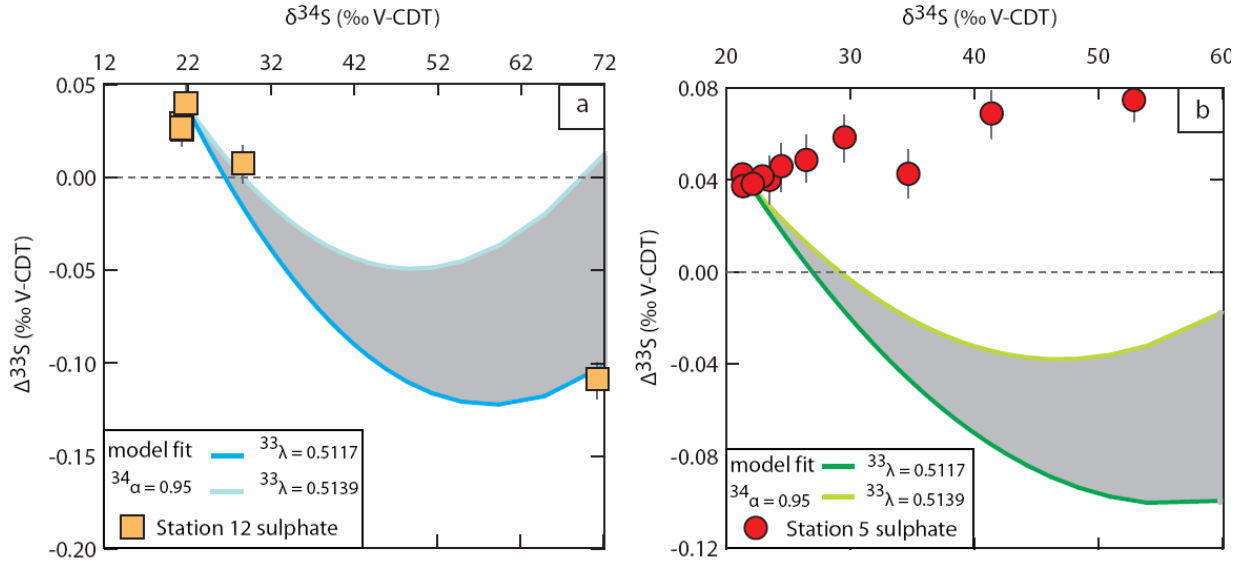 δ34S (‰ V-CDT)
12 22 32 42 52 62 72
0.05
0.00
-0.05
-0.10
-0.15
-0.20
Δ33S (‰ V-CDT)
a
model fit 33λ = 0.5117
34α = 0.95 33λ = 0.5139
Station 12 sulphate
δ34S (‰ V-CDT)
20 30 40 50 60
0.08
0.04
0.00
-0.04
-0.08
-0.12
Δ33S (‰ V-CDT)
b
model fit 33λ = 0.5117
34α = 0.95 33λ = 0.5139
Station 5 sulphate